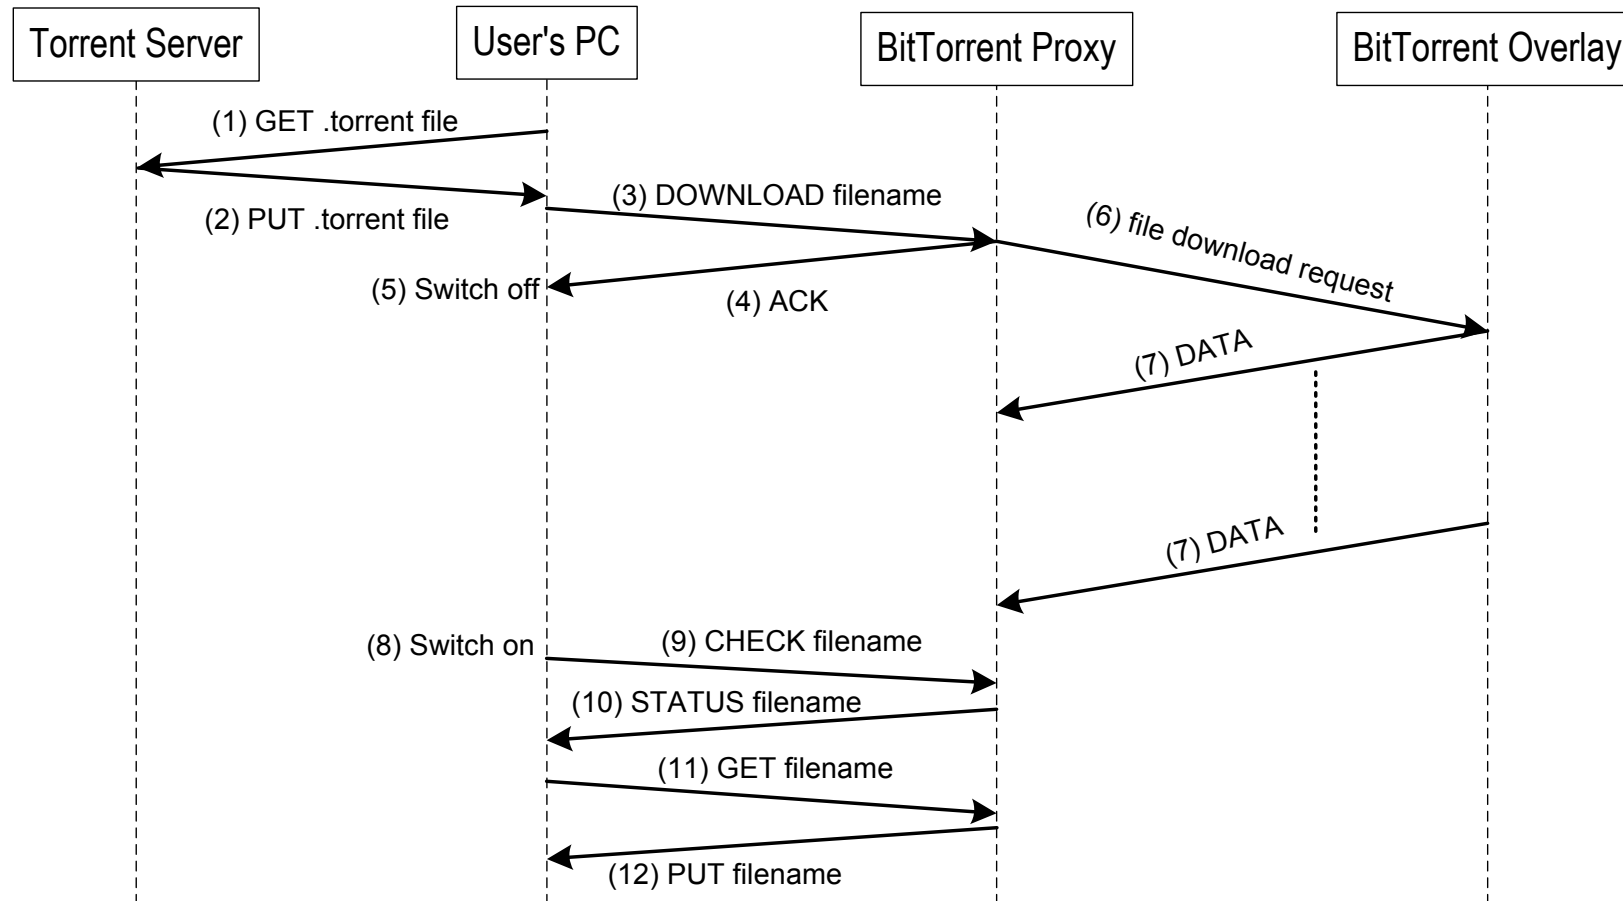 Torrent Server
User's PC
BitTorrent Proxy
BitTorrent Overlay
(1) GET .torrent file
(2) PUT .torrent file
(3) DOWNLOAD filename
(4) ACK
(5) Switch off
(6) file download request
(7) DATA
(7) DATA
(8) Switch on
(9) CHECK filename
(10) STATUS filename
(11) GET filename
(12) PUT filename